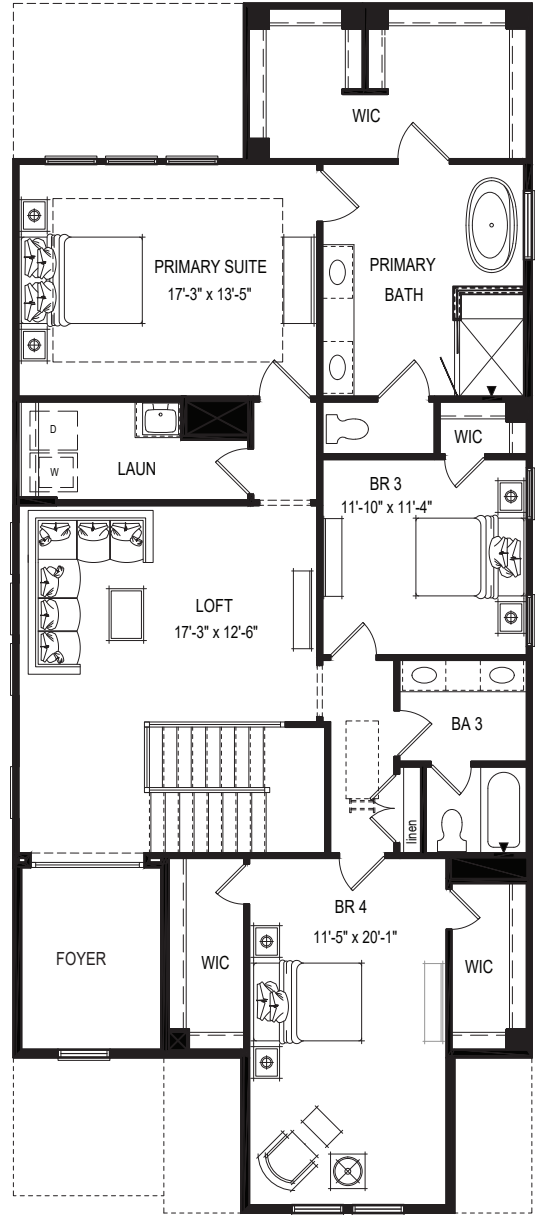 WIC
PRIMARY SUITE
17'-3" x 13'-5"
PRIMARY
BATH
D
W
LAUN
WIC
BR 3
11'-10" x 11'-4"
LOFT
17'-3" x 12'-6"
BA 3
linen
BR 4
11'-5" x 20'-1"
FOYER
WIC
WIC